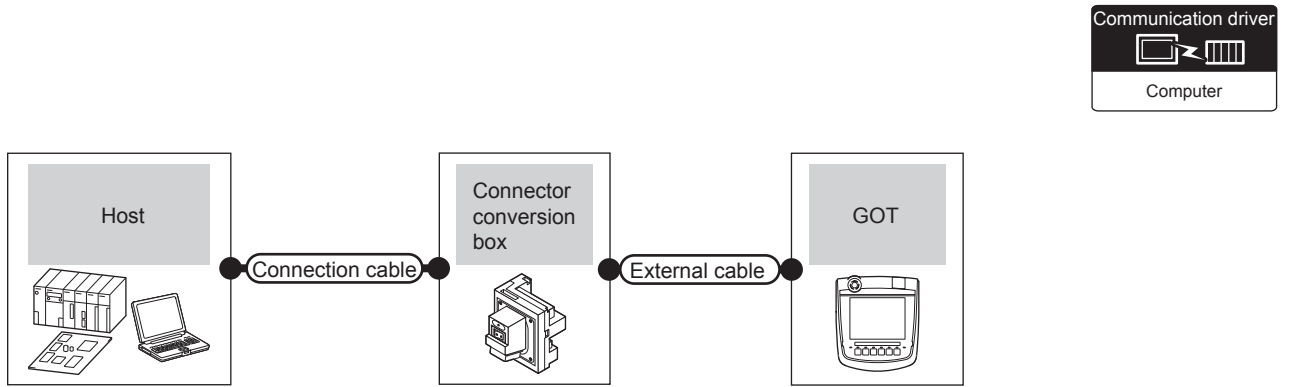 Communication driver
Computer
Host
Connection cable
Connector
conversion
box
External cable
GOT